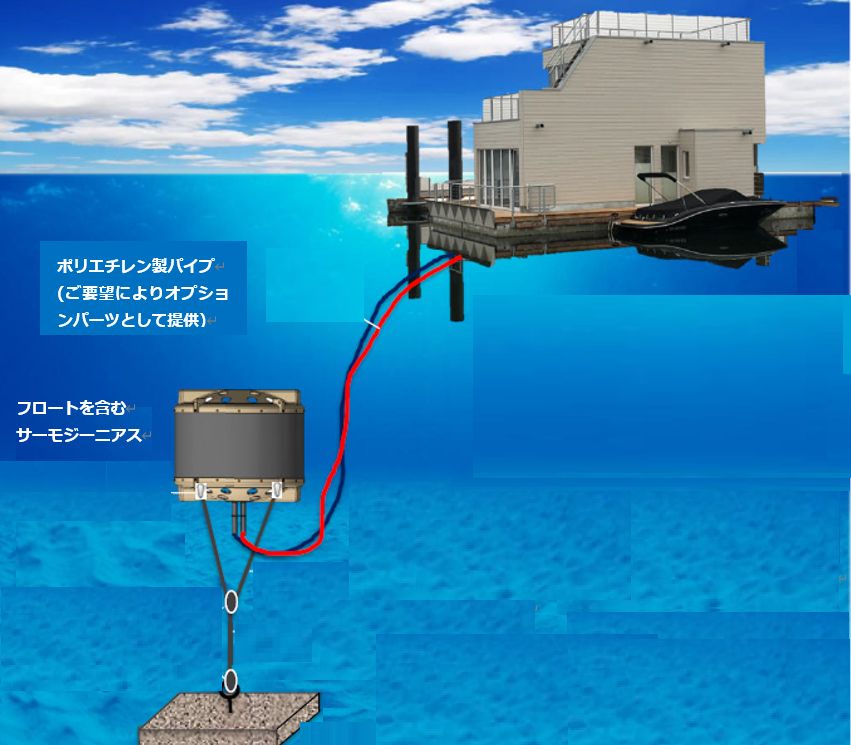 ポリエチレン製パイプ
(ご要望によりオプショ
ンパーツとして提供)
フロートを含む
サーモジーニアス